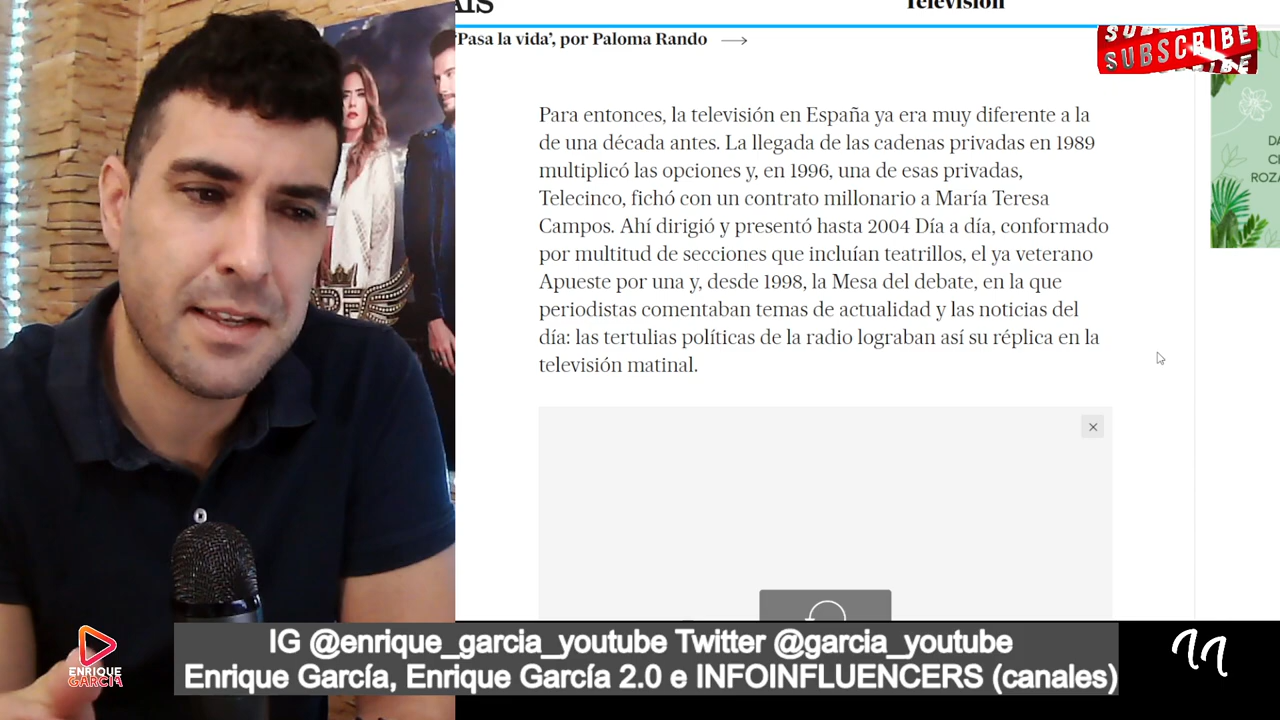 Televisión
'Pasa la vida', por Paloma Rando
SUBSCRIBE
Para entonces, la televisión en España ya era muy diferente a la
de una década antes. La llegada de las cadenas privadas en 1989
multiplicó las opciones y, en 1996, una de esas privadas,
Telecinco, fichó con un contrato millonario a María Teresa
Campos. Ahí dirigió y presentó hasta 2004 Día a día, conformado
por multitud de secciones que incluían teatrillos, el ya veterano
Apueste por una y, desde 1998, la Mesa del debate, en la que
periodistas comentaban temas de actualidad y las noticias del
día: las tertulias políticas de la radio lograban así su réplica en la
televisión matinal.
IG @enrique_garcia_youtube Twitter @garcia_youtube
Enrique García, Enrique García 2.0 e INFOINFLUENCERS (canales)
ENRIQUE
GARCÍA